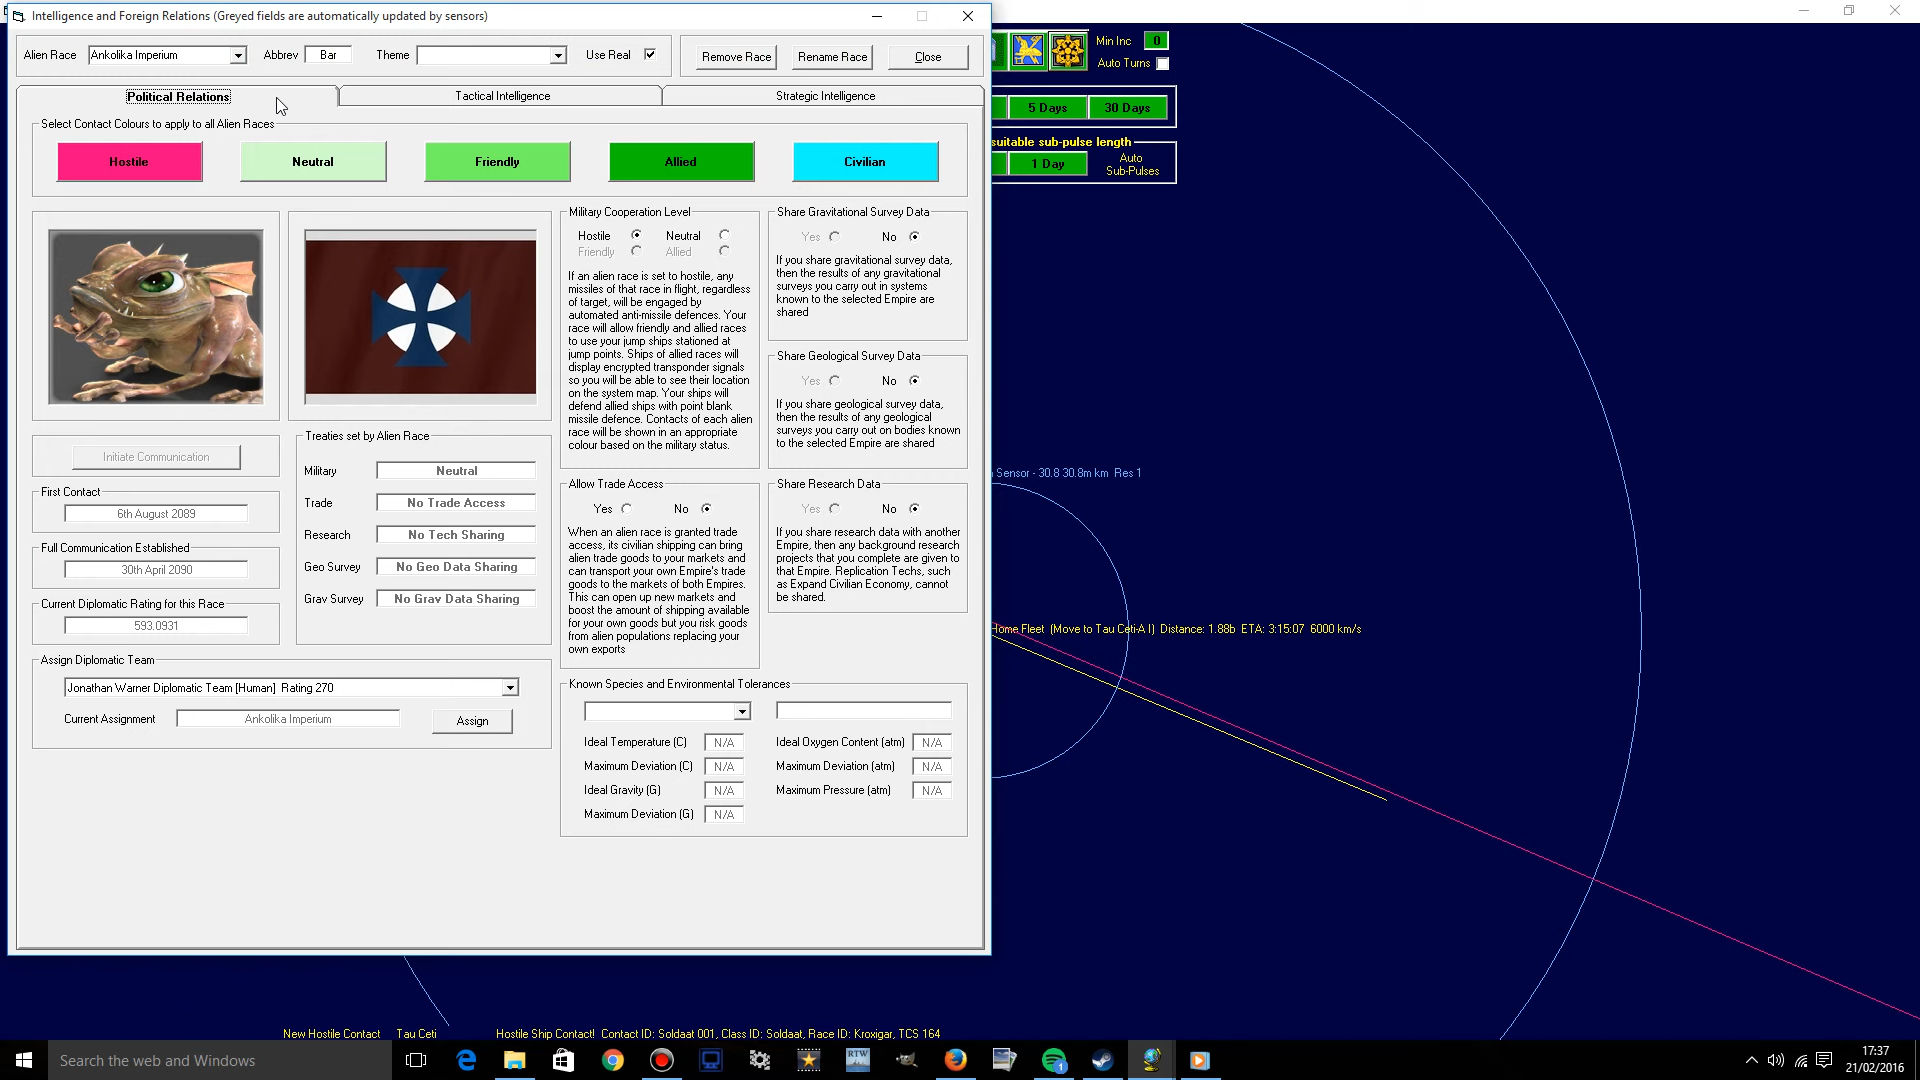 Intelligence and Foreign Relations (Greyed fields are automatically updated by sensors)
Alien Race Ankolika Imperium Abbrev Bar Theme Use Real Remove Race Rename Race Close
Political Relations Tactical Intelligence Strategic Intelligence
Select Contact Colours to apply to all Alien Races
Hostile Neutral Friendly Allied Civilian
Military Cooperation Level
Hostile Neutral
Friendly Allied
If an alien race is set to hostile, any
missiles of that race in flight, regardless
of target, will be engaged by
automated anti-missile defences. Your
race will allow friendly and allied races
to use your jump ships stationed at
jump points. Ships of allied races will
display encrypted transponder signals
so you will be able to see their location
on the system map. Your ships will
defend allied ships with point blank
missile defence. Contacts of each alien
race will be shown in an appropriate
colour based on the military status.
Share Gravitational Survey Data
Yes No
If you share gravitational survey data,
then the results of any gravitational
surveys you carry out in systems
known to the selected Empire are
shared
Share Geological Survey Data
Yes No
If you share geological survey data,
then the results of any geological
surveys you carry out on bodies known
to the selected Empire are shared
Initiate Communication
First Contact
6th August 2089
Full Communication Established
30th April 2090
Current Diplomatic Rating for this Race
593.0931
Treaties set by Alien Race
Military Neutral
Trade No Trade Access
Research No Tech Sharing
Geo Survey No Geo Data Sharing
Grav Survey No Grav Data Sharing
Allow Trade Access
Yes No
When an alien race is granted trade
access, its civilian shipping can bring
alien trade goods to your markets and
can transport your own Empire's trade
goods to the markets of both Empires.
This can open up new markets and
boost the amount of shipping available
for your own goods but you risk goods
from alien populations replacing your
own exports
Share Research Data
Yes No
If you share research data with another
Empire, then any background research
projects that you complete are given to
that Empire. Replication Techs, such
as Expand Civilian Economy, cannot
be shared.
Assign Diplomatic Team
Jonathan Warner Diplomatic Team [Human] Rating 270
Current Assignment Ankolika Imperium Assign
Known Species and Environmental Tolerances
Ideal Temperature (C) N/A Ideal Oxygen Content (atm) N/A
Maximum Deviation (C) N/A Maximum Deviation (atm) N/A
Ideal Gravity (G) N/A Maximum Pressure (atm) N/A
Maximum Deviation (G) N/A
Min Inc 0
Auto Turns
5 Days 30 Days
suitable sub-pulse length
1 Day Auto
Sub-Pulses
Sensor - 30.8 30.8m km Res 1
Home Fleet (Move to Tau Ceti-A I) Distance: 1.88b ETA: 3:15:07 6000 km/s
New Hostile Contact Tau Ceti Hostile Ship Contact! Contact ID: Soldaat 001, Class ID: Soldaat, Race ID: Kroxigar, TCS 164
Search the web and Windows
RTW
1
17:37
21/02/2016